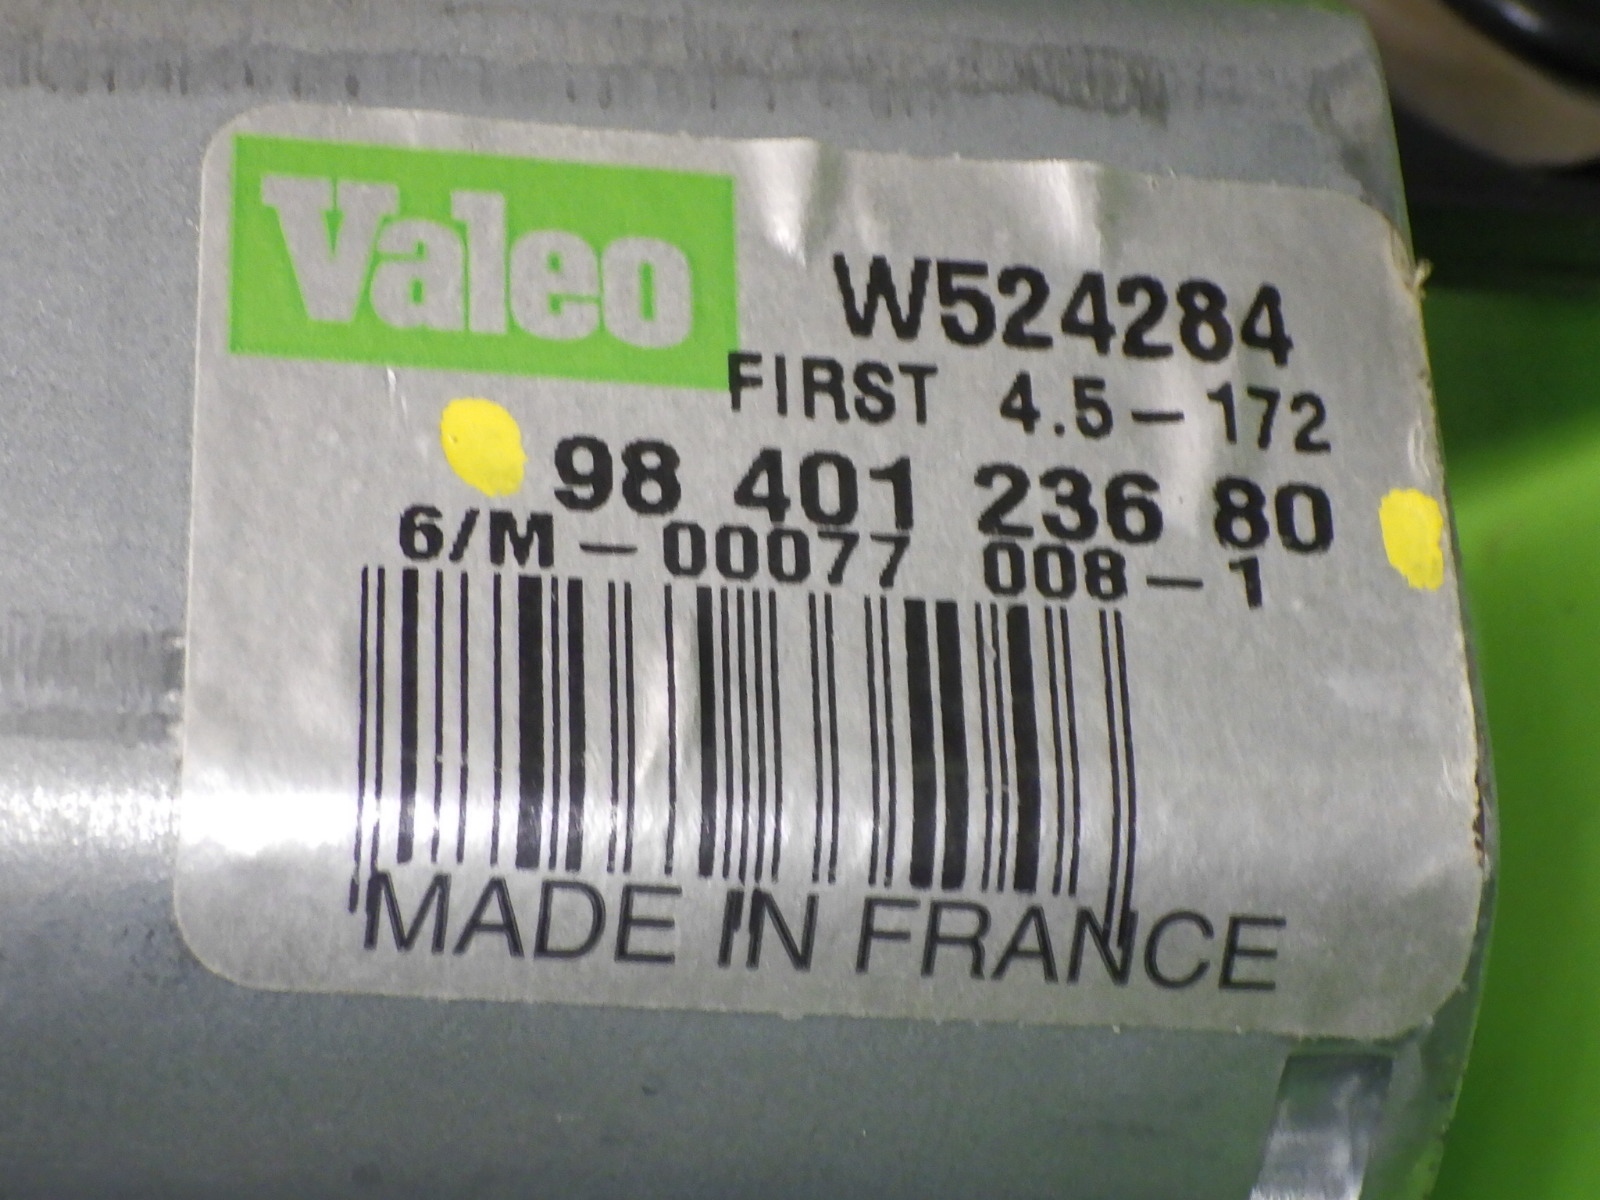 Valeo
W524284
FIRST 4.5-172
98 401 236 80
6/M-00077 008-1
MADE IN FRANCE